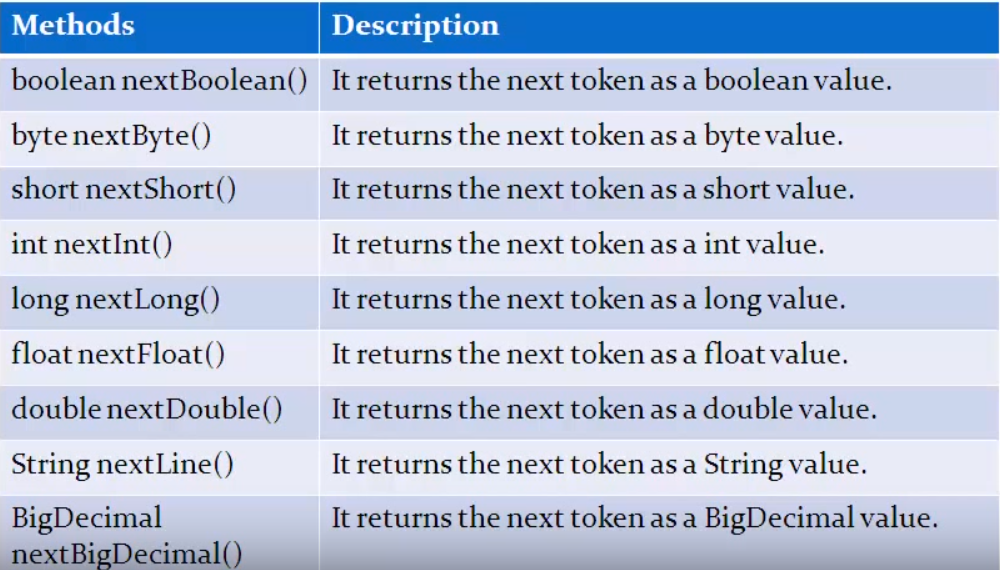 Methods Description
boolean nextBoolean() It returns the next token as a boolean value.
byte nextByte() It returns the next token as a byte value.
short nextShort() It returns the next token as a short value.
int nextInt() It returns the next token as a int value.
long nextLong() It returns the next token as a long value.
float nextFloat() It returns the next token as a float value.
double nextDouble() It returns the next token as a double value.
String nextLine() It returns the next token as a String value.
BigDecimal It returns the next token as a BigDecimal value.
nextBigDecimal()